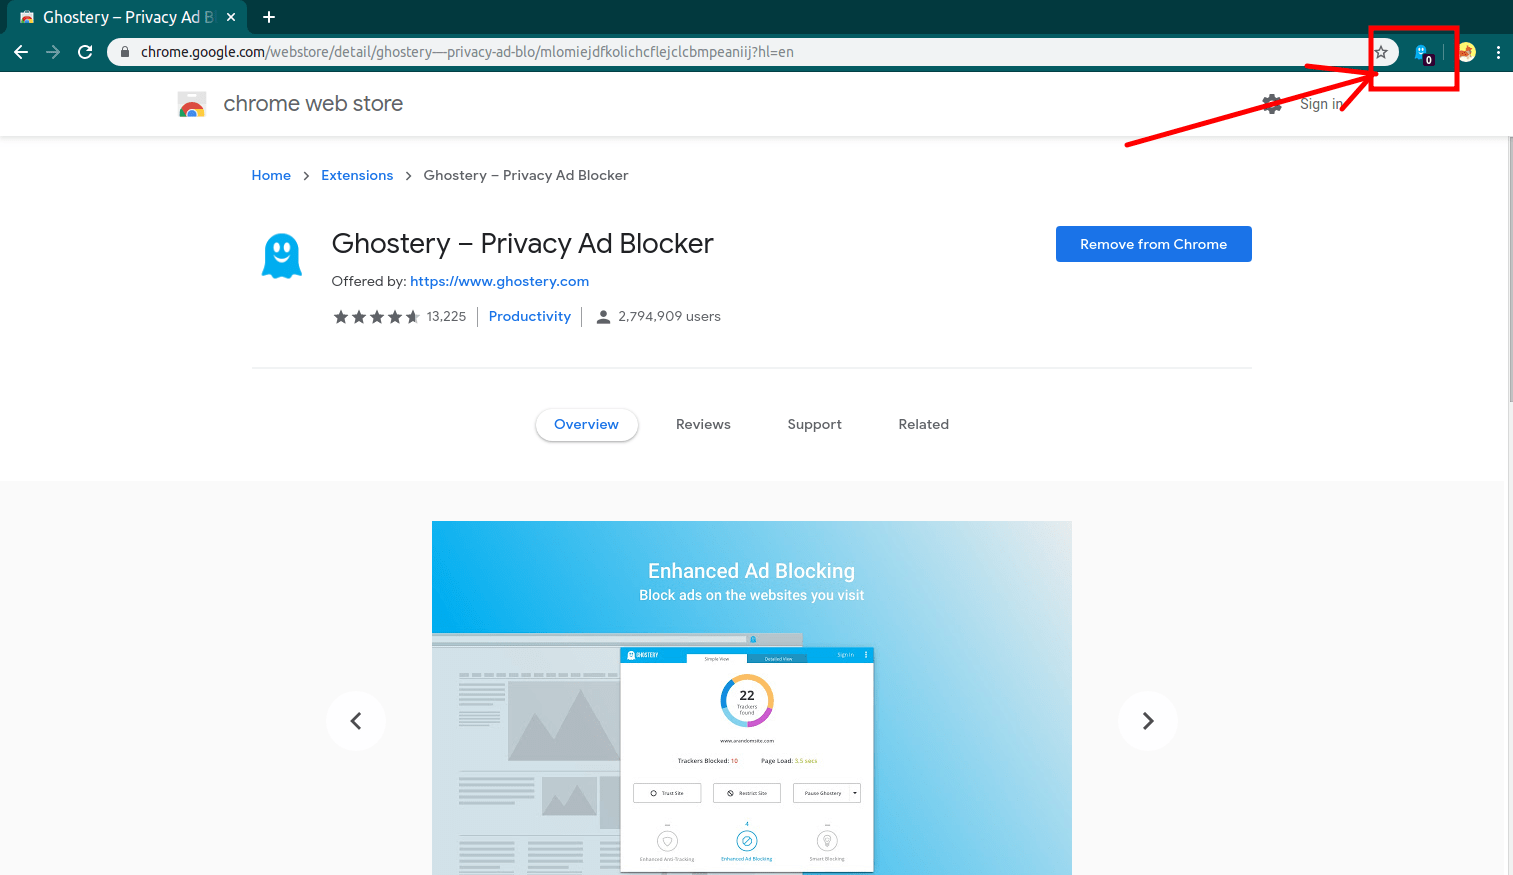 Ghostery – Privacy Ad B
chrome.google.com/webstore/detail/ghostery—privacy-ad-blo/mlomiejdfkolichcflejclcbmpeaniij?hl=en
0
chrome web store
Sign in
Home > Extensions > Ghostery – Privacy Ad Blocker
Ghostery – Privacy Ad Blocker
Remove from Chrome
Offered by: https://www.ghostery.com
13,225 Productivity 2,794,909 users
Overview Reviews Support Related
Enhanced Ad Blocking
Block ads on the websites you visit
GHOSTERY Simple View Detailed View Sign In
22
Trackers
found
www.arandomsite.com
Trackers Blocked: 10 Page Load: 5.5 secs
Trust Site Restrict Site Pause Ghostery
4
Enhanced Anti-Tracking Enhanced Ad Blocking Smart Blocking